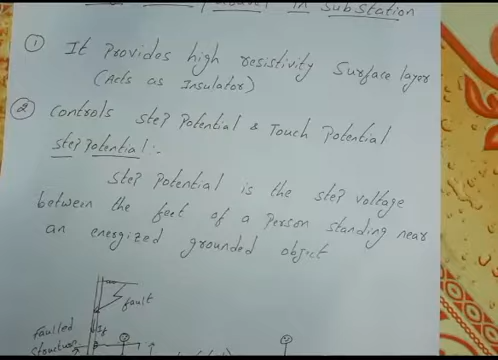 in Substation
① It Provides high resistivity Surface layer
(Acts as Insulator)
② Controls Step Potential & Touch Potential
Step Potential:-
Step Potential is the step voltage
between the feet of a Person standing near
an energized grounded object
fault
If
Faulted
Structure